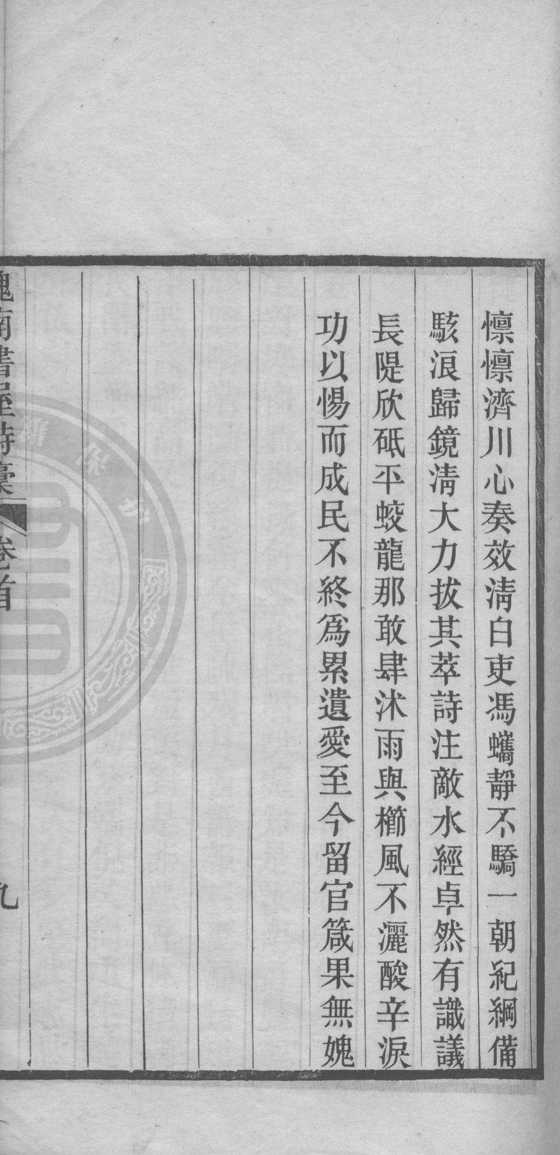 懍懍濟川心奏效清白吏馮蠵靜不驕一朝紀綱備
駭浪歸鏡清大力拔其萃詩注敵水經卓然有識議
長隄欣砥平蛟龍那敢肆沐雨與櫛風不灑酸辛淚
功以惕而成民不終爲累遺愛至今留官箴果無媿
南書屋詩稾
卷首
九